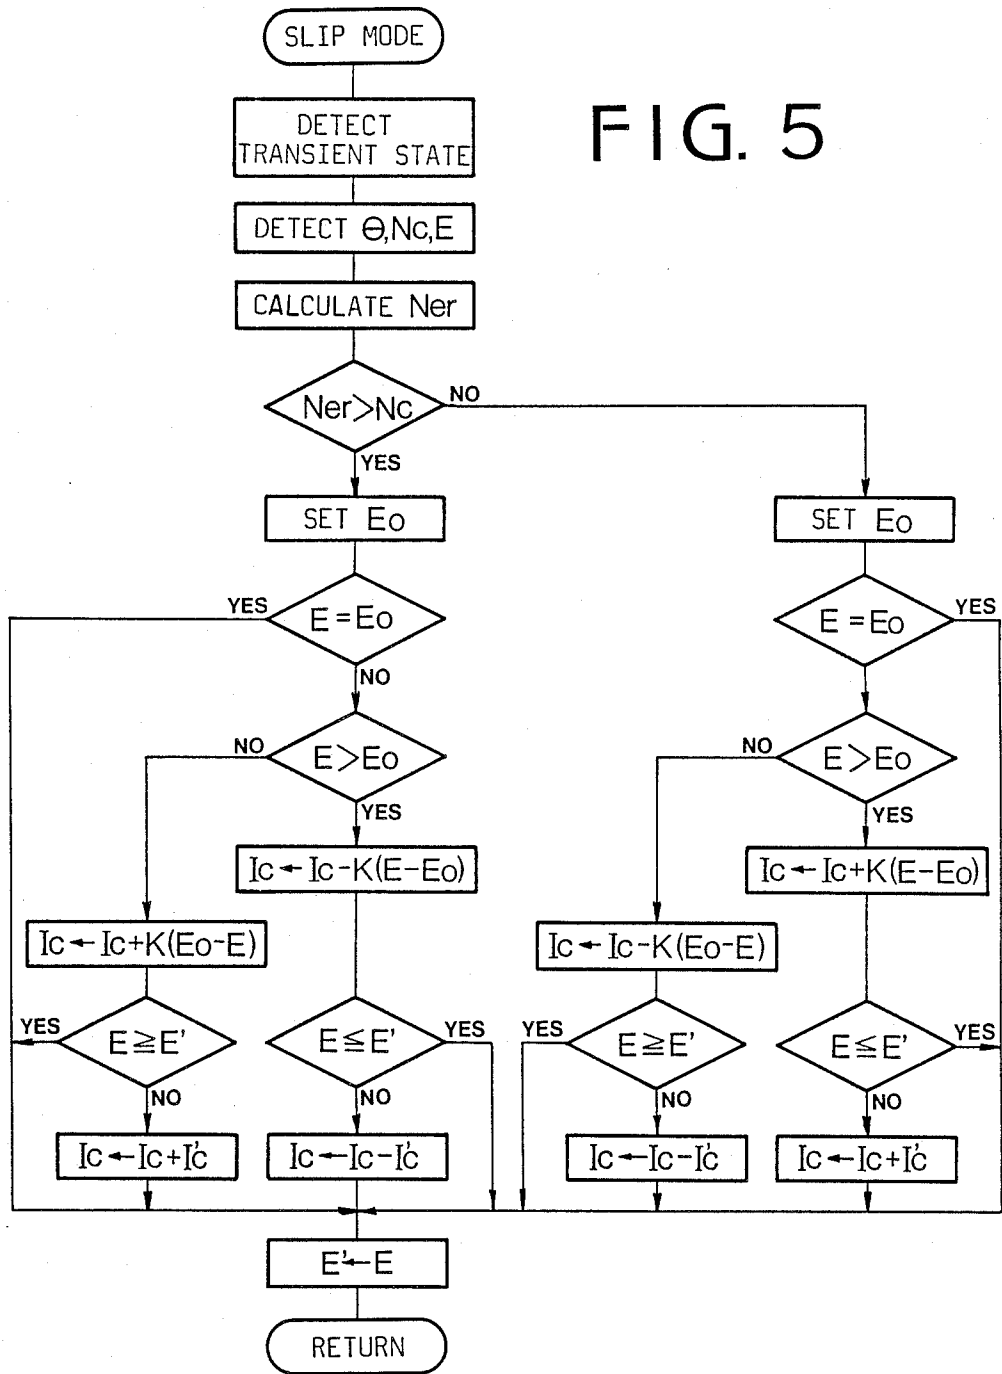 SLIP MODE
FIG. 5
DETECT
TRANSIENT STATE
DETECT Θ,Nc,E
CALCULATE Ner
Ner>Nc
NO
YES
SET Eo
SET Eo
YES
E=Eo
E=Eo
YES
NO
NO
E>Eo
NO
E>Eo
YES
YES
Ic←Ic-K(E-Eo)
Ic←Ic+K(E-Eo)
Ic←Ic+K(Eo-E)
Ic←Ic-K(Eo-E)
YES
E≧E'
E≦E'
YES
YES
E≧E'
E≦E'
YES
NO
NO
NO
NO
Ic←Ic+I'c
Ic←Ic-I'c
Ic←Ic-I'c
Ic←Ic+I'c
E'←E
RETURN